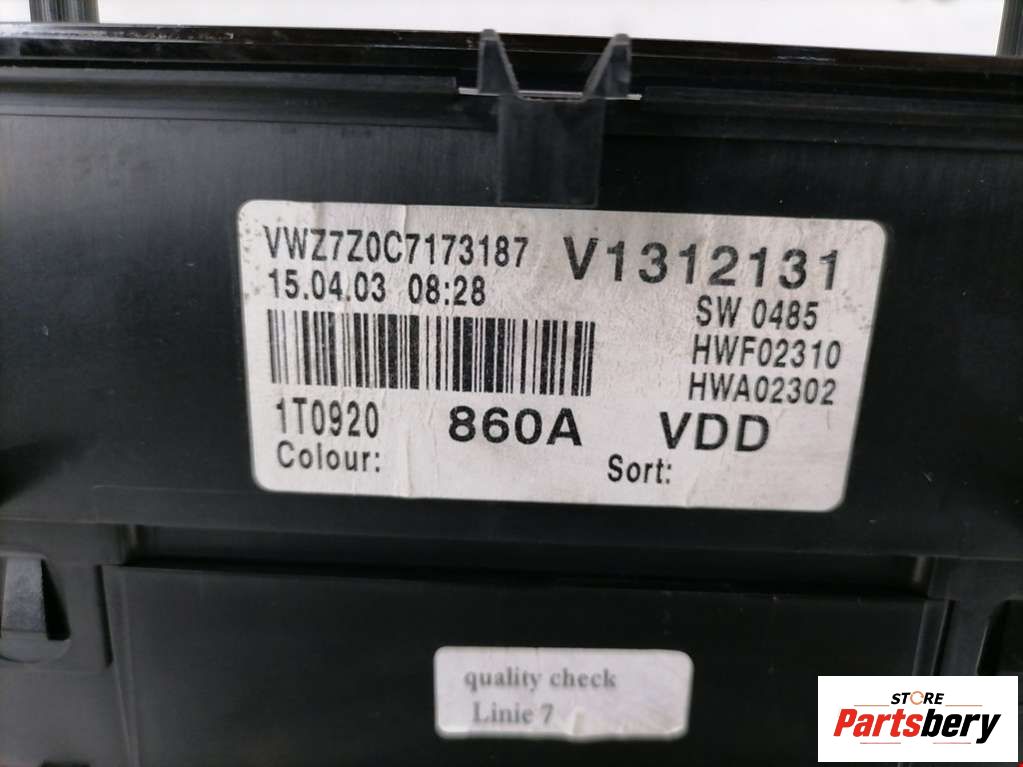 VWZ7Z0C7173187 V1312131
15.04.03 08:28 SW 0485
HWF02310
HWA02302
1T0920 860A VDD
Colour: Sort:
quality check
Linie 7
STORE
Partsbery